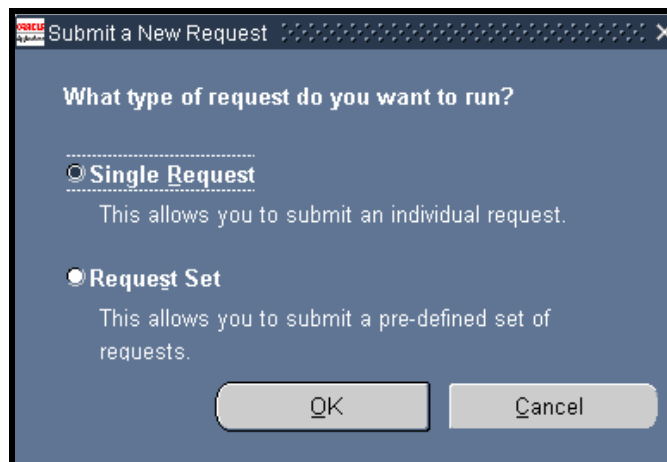 ORACLE
Submit a New Request
What type of request do you want to run?
Single Request
This allows you to submit an individual request.
Request Set
This allows you to submit a pre-defined set of
requests.
OK Cancel